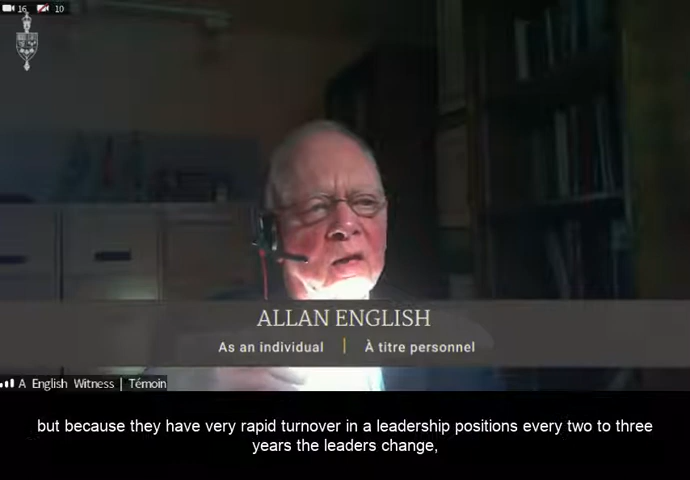 16 10
ALLAN ENGLISH
As an individual | À titre personnel
A English Witness | Témoin
but because they have very rapid turnover in a leadership positions every two to three
years the leaders change,